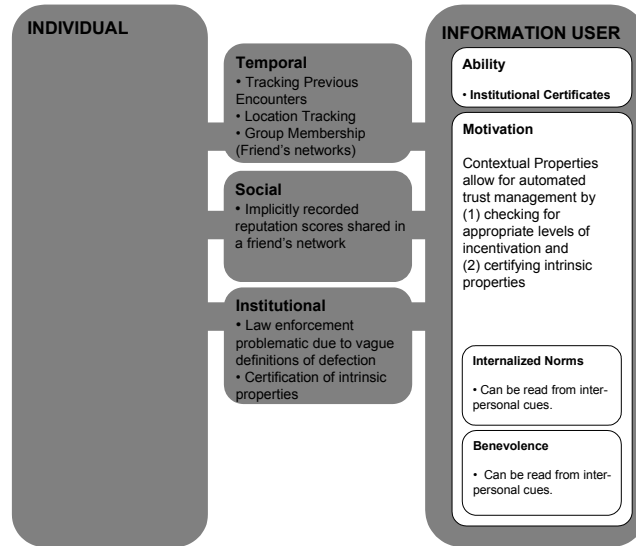 INDIVIDUAL
Temporal
• Tracking Previous
Encounters
• Location Tracking
• Group Membership
(Friend's networks)
Social
• Implicitly recorded
reputation scores shared in
a friend's network
Institutional
• Law enforcement
problematic due to vague
definitions of defection
• Certification of intrinsic
properties
INFORMATION USER
Ability
• Institutional Certificates
Motivation
Contextual Properties
allow for automated
trust management by
(1) checking for
appropriate levels of
incentivation and
(2) certifying intrinsic
properties
Internalized Norms
• Can be read from inter-
personal cues.
Benevolence
• Can be read from inter-
personal cues.